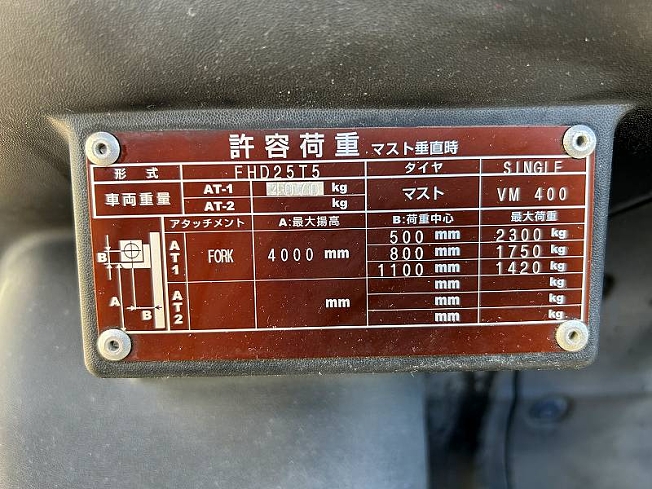 許容荷重 マスト垂直時
形式 FHD25T5 タイヤ SINGLE
車両重量 AT-1 kg マスト VM 400
AT-2 kg
アタッチメント A:最大揚高 B:荷重中心 最大荷重
B AT1 FORK 4000 mm 500 mm 2300 kg
800 mm 1750 kg
1100 mm 1420 kg
A B AT2 mm mm kg
mm kg
mm kg